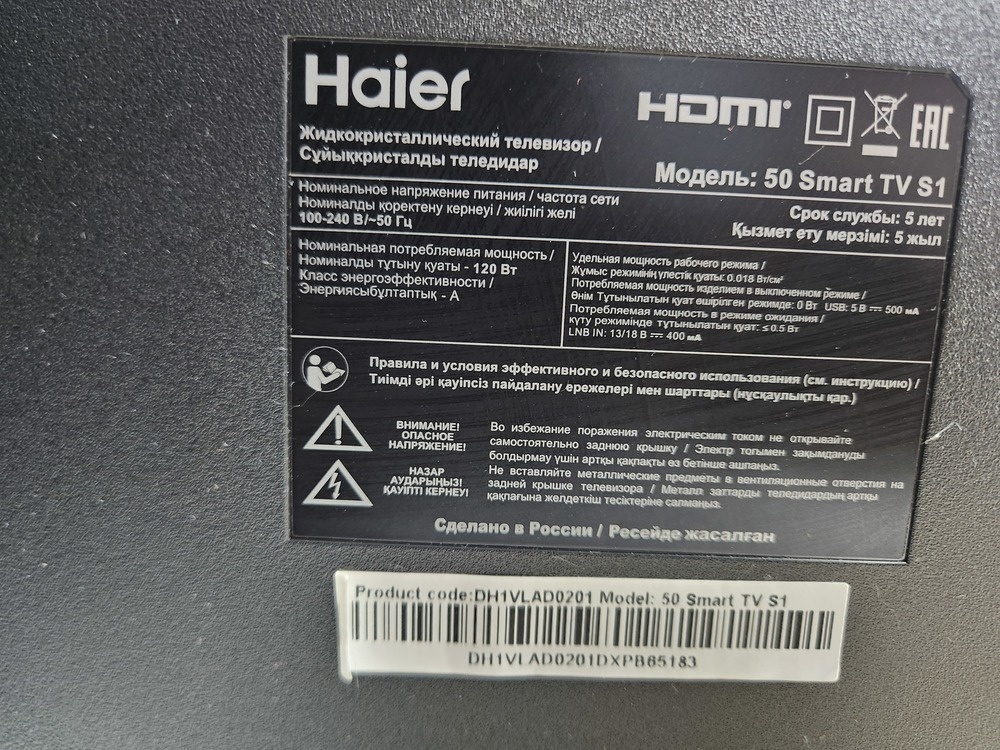 Haier
HDMI
EAC
Жидкокристаллический телевизор /
Сұйыққристалды теледидар
Модель: 50 Smart TV S1
Номинальное напряжение питания / частота сети
Номиналды қоректену кернеуі / жиілігі желі
100-240 В/~50 Гц
Срок службы: 5 лет
Қызмет ету мерзімі: 5 жыл
Номинальная потребляемая мощность /
Номиналды тұтыну қуаты - 120 Вт
Класс энергоэффективности /
Энергиясыбұлтаптық - А
Удельная мощность рабочего режима /
Жұмыс режимінің үлестік қуаты: 0.018 Вт/см²
Потребляемая мощность изделием в выключенном режиме /
Өнім Тұтынылатын қуат өшірілген режимде: 0 Вт USB: 5 В ⎓ 500 мА
Потребляемая мощность в режиме ожидания /
күту режимінде тұтынылатын қуат: ≤ 0.5 Вт
LNB IN: 13/18 В ⎓ 400 мА
Правила и условия эффективного и безопасного использования (см. инструкцию) /
Тиімді әрі қауіпсіз пайдалану ережелері мен шарттары (нұсқаулықты қар.)
ВНИМАНИЕ!
ОПАСНОЕ
НАПРЯЖЕНИЕ!
Во избежание поражения электрическим током не открывайте
самостоятельно заднюю крышку / Электр тогымен зақымдануды
болдырмау үшін артқы қақпақты өз бетінше ашпаңыз.
НАЗАР
АУДАРЫҢЫЗ!
ҚАУІПТІ КЕРНЕУ!
Не вставляйте металлические предметы в вентиляционные отверстия на
задней крышке телевизора / Металл заттарды теледидардың артқы
қақпағына желдеткіш тесіктеріне салмаңыз.
Сделано в России / Ресейде жасалған
Product code:DH1VLAD0201 Model: 50 Smart TV S1
DH1VLAD0201DXPB65183